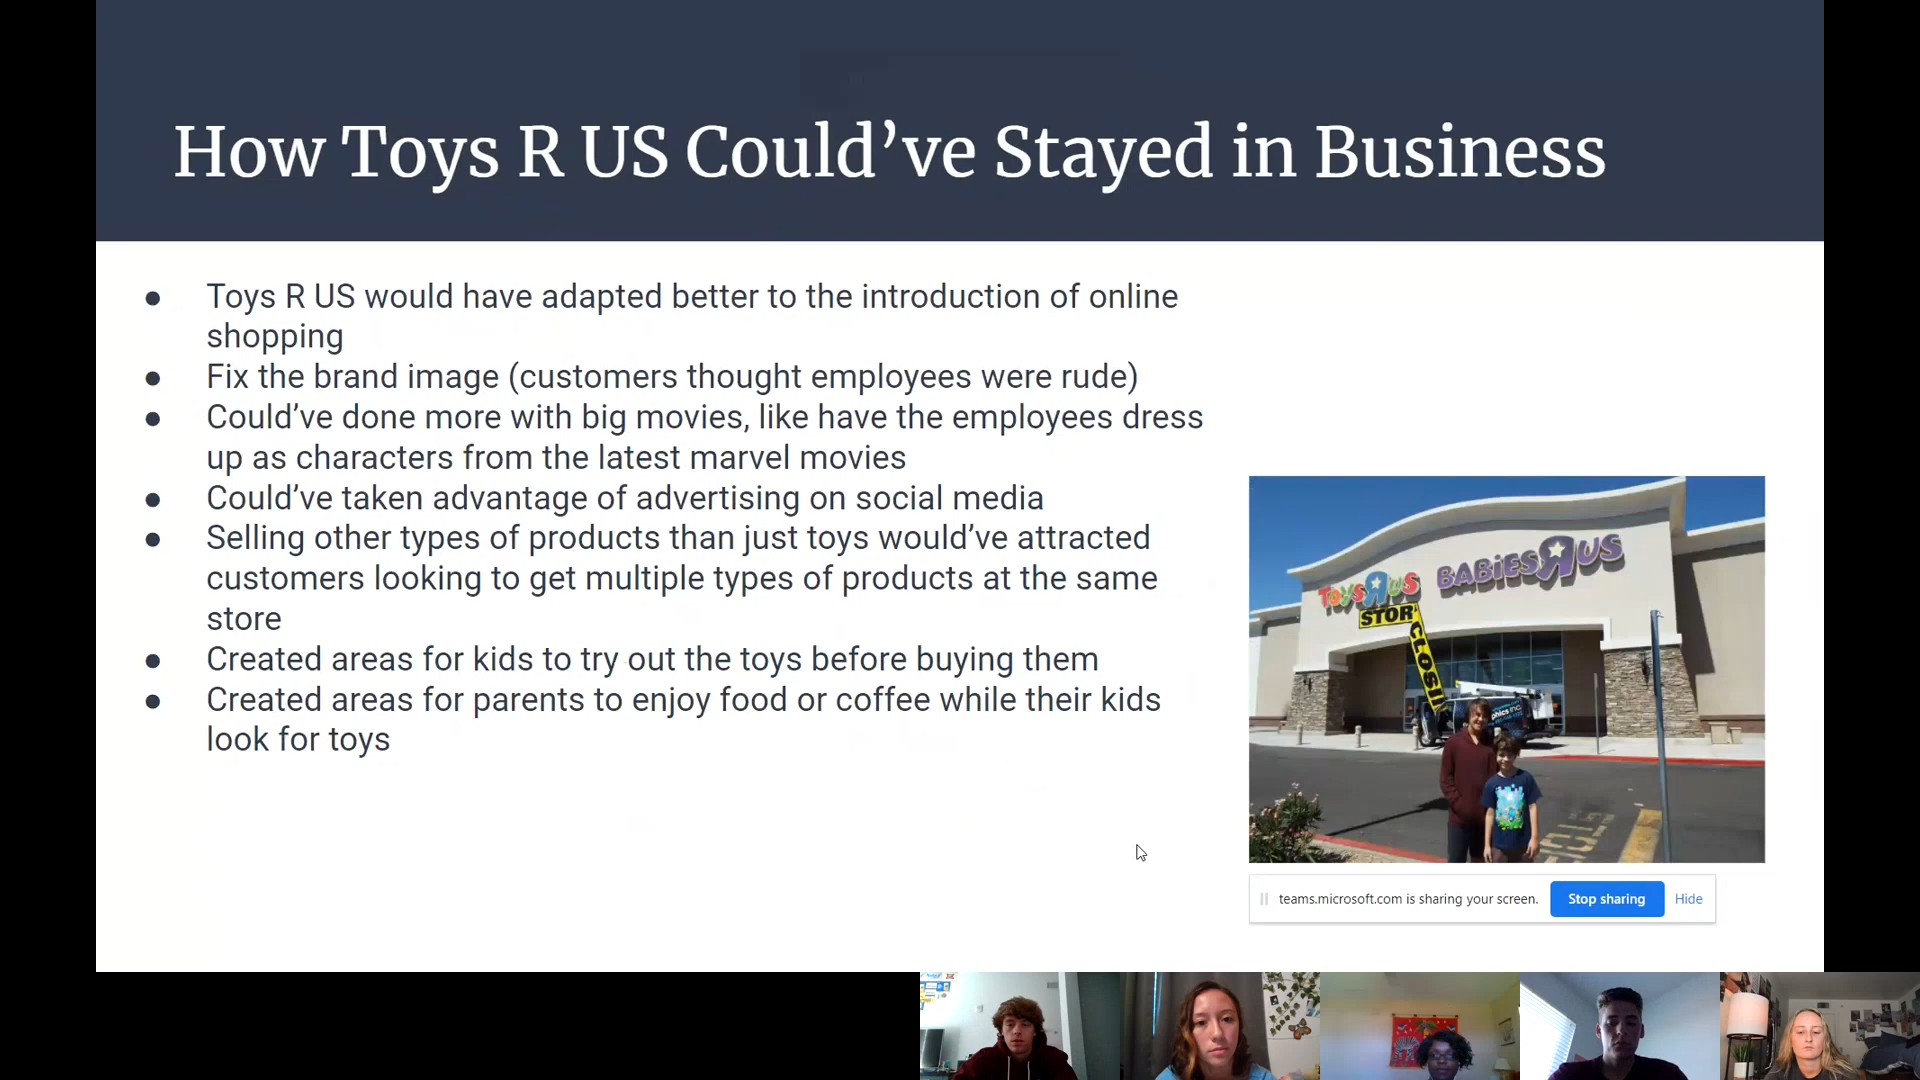 How Toys R US Could’ve Stayed in Business
● Toys R US would have adapted better to the introduction of online
shopping
● Fix the brand image (customers thought employees were rude)
● Could’ve done more with big movies, like have the employees dress
up as characters from the latest marvel movies
● Could’ve taken advantage of advertising on social media
● Selling other types of products than just toys would’ve attracted
customers looking to get multiple types of products at the same
store
● Created areas for kids to try out the toys before buying them
● Created areas for parents to enjoy food or coffee while their kids
look for toys
TOYSRUS BABIESRUS
STOR
CLOSI
teams.microsoft.com is sharing your screen. Stop sharing Hide